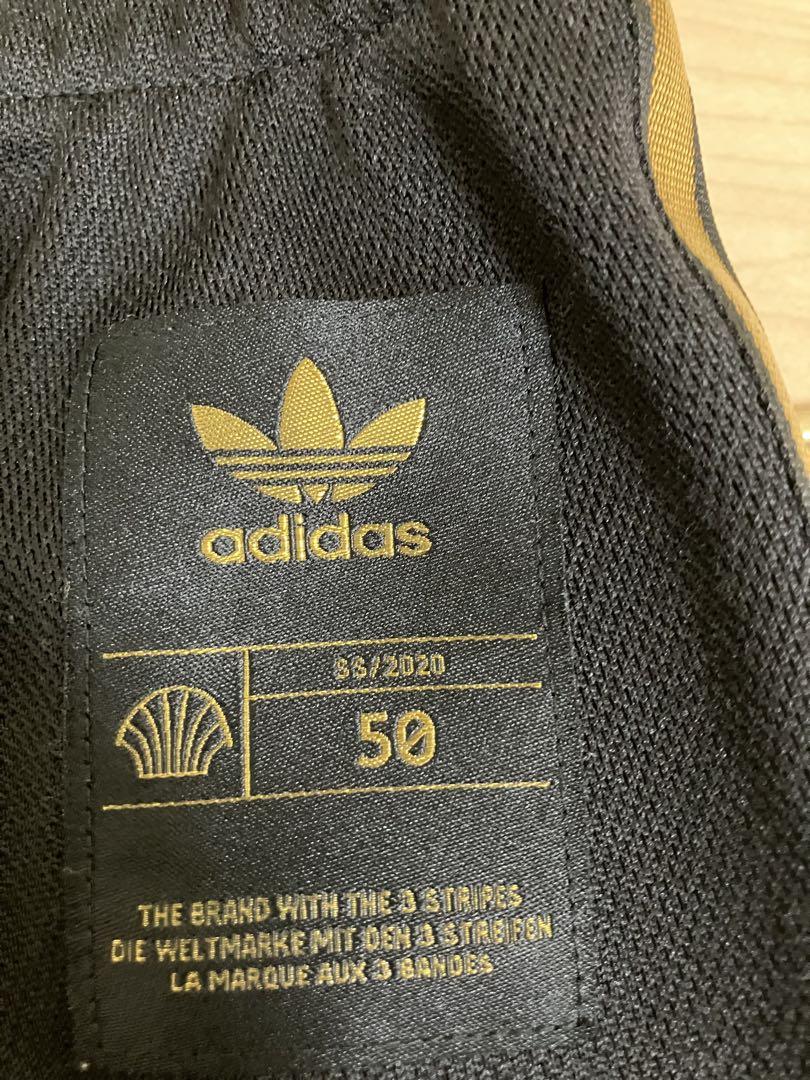 adidas
SS/2020
50
THE BRAND WITH THE 3 STRIPES
DIE WELTMARKE MIT DEN 3 STREIFEN
LA MARQUE AUX 3 BANDES